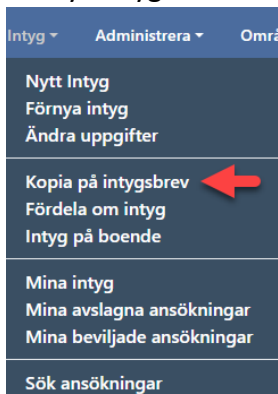 Intyg Administrera Områ
Nytt Intyg
Förnya intyg
Ändra uppgifter
Kopia på intygsbrev
Fördela om intyg
Intyg på boende
Mina intyg
Mina avslagna ansökningar
Mina beviljade ansökningar
Sök ansökningar